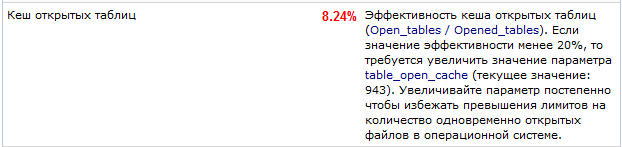 Кеш открытых таблиц
8.24%
Эффективность кеша открытых таблиц
(Open_tables / Opened_tables). Если
значение эффективности менее 20%, то
требуется увеличить значение параметра
table_open_cache (текущее значение:
943). Увеличивайте параметр постепенно
чтобы избежать превышения лимитов на
количество одновременно открытых
файлов в операционной системе.